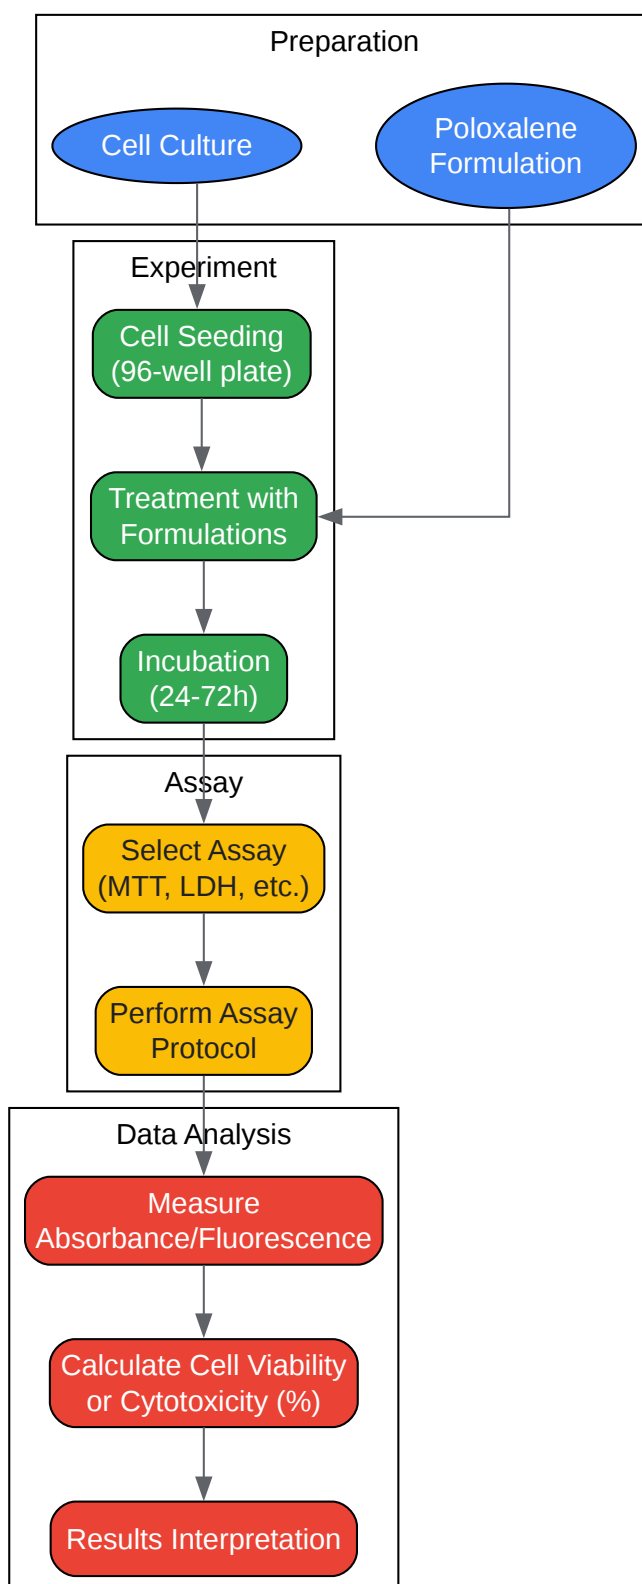 Preparation
Cell Culture
Poloxalene
Formulation
Experiment
Cell Seeding
(96-well plate)
Treatment with
Formulations
Incubation
(24-72h)
Assay
Select Assay
(MTT, LDH, etc.)
Perform Assay
Protocol
Data Analysis
Measure
Absorbance/Fluorescence
Calculate Cell Viability
or Cytotoxicity (%)
Results Interpretation